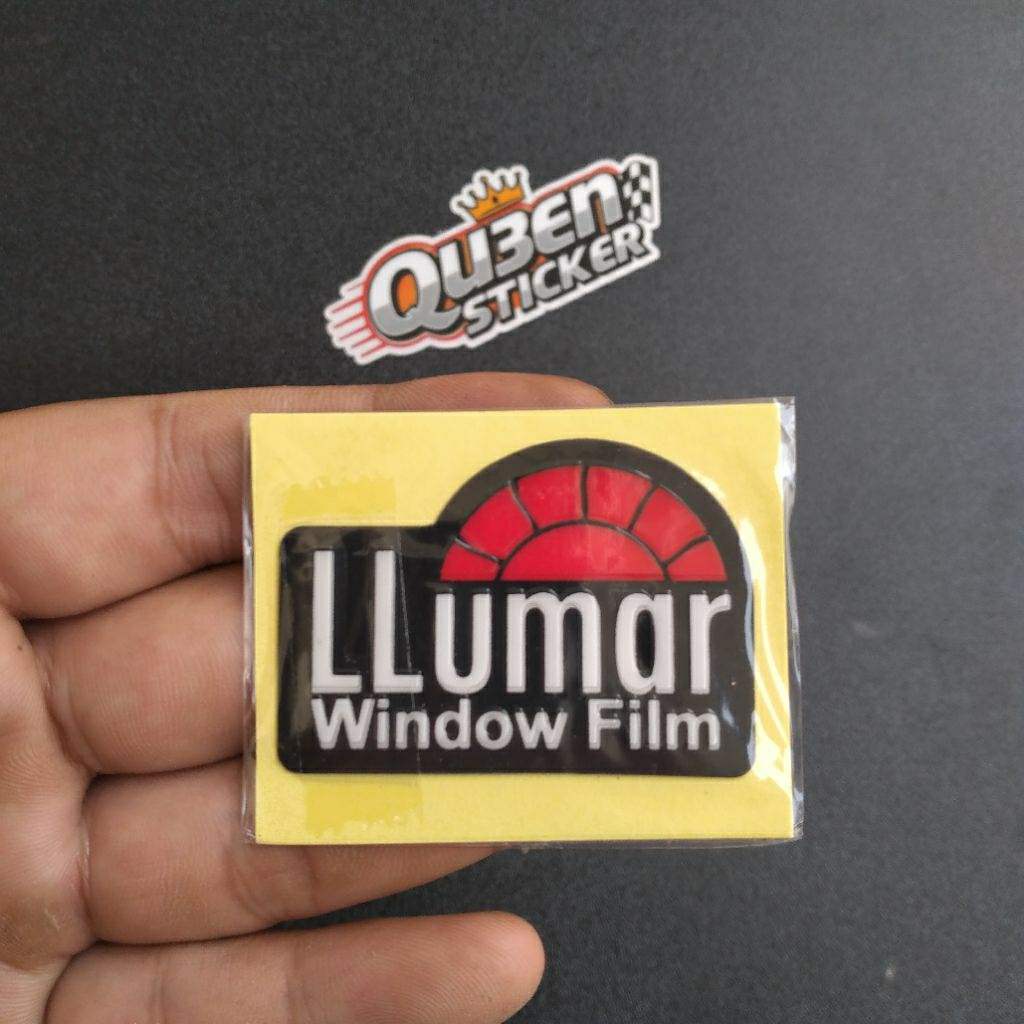 Qu3en
STICKER
LLumar
Window Film